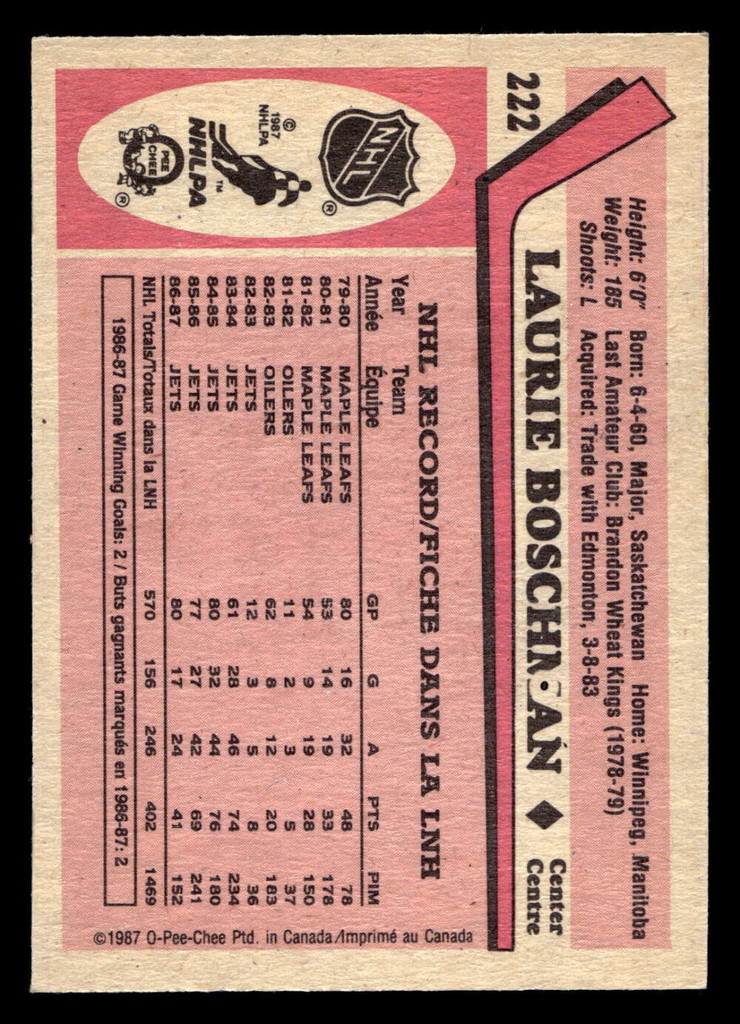 222
Height: 6'0" Born: 6-4-60, Major, Saskatchewan Home: Winnipeg, Manitoba
Weight: 185 Last Amateur Club: Brandon Wheat Kings (1978-79)
Shoots: L Acquired: Trade with Edmonton, 3-8-83
LAURIE ◆ Center
Centre
NHL ®
© 1987 NHLPA
NHLPA ™
O PEE CHEE ®
NHL RECORD/FICHE DANS LA LNH
Year Team GP G A PTS PIM
Année Équipe
79-80 MAPLE LEAFS 80 16 32 48 78
80-81 MAPLE LEAFS 53 14 19 33 178
81-82 MAPLE LEAFS 54 9 19 28 150
81-82 OILERS 11 2 3 5 37
82-83 OILERS 62 8 12 20 183
82-83 JETS 12 3 5 8 36
83-84 JETS 61 28 46 74 234
84-85 JETS 80 32 44 76 180
85-86 JETS 77 27 42 69 241
86-87 JETS 80 17 24 41 152
NHL Totals/Totaux dans la LNH 570 156 246 402 1469
1986-87 Game Winning Goals: 2 / Buts gagnants marqués en 1986-87: 2
©1987 O-Pee-Chee Ptd. in Canada/Imprimé au Canada